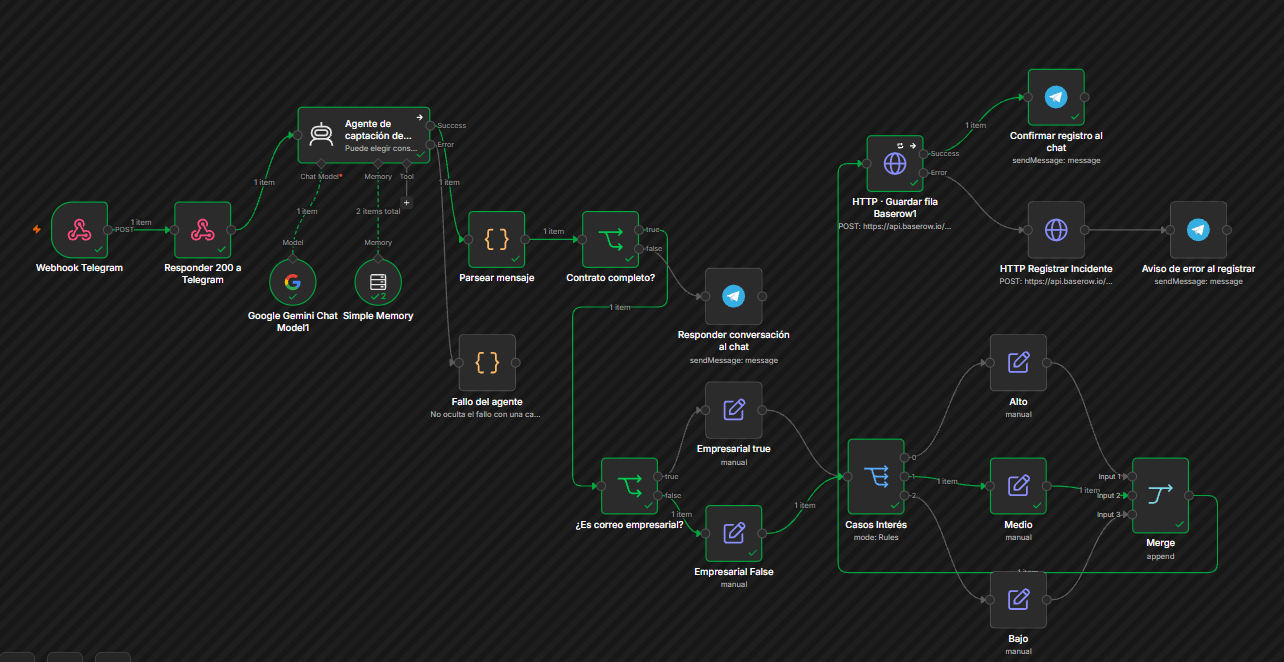 Webhook Telegram
POST
1 item
Responder 200 a
Telegram
1 item
Agente de
captación de...
Puede elegir cons...
Success
Error
Chat Model*
Memory
Tool
+
1 item
2 items total
1 item
Model
Memory
Google Gemini Chat
Model1
2
Simple Memory
Parsear mensaje
1 item
Contrato completo?
true
false
Fallo del agente
No oculta el fallo con una ca...
1 item
Responder conversación
al chat
sendMessage: message
¿Es correo empresarial?
true
false
1 item
Empresarial true
manual
Empresarial False
manual
1 item
Casos Interés
mode: Rules
0
1
2
1 item
Alto
manual
Medio
manual
Bajo
manual
1 item
Input 1
Input 2
Input 3
Merge
append
HTTP · Guardar fila
Baserow1
POST: https://api.baserow.io/...
Success
Error
1 item
Confirmar registro al
chat
sendMessage: message
HTTP Registrar Incidente
POST: https://api.baserow.io/...
Aviso de error al registrar
sendMessage: message